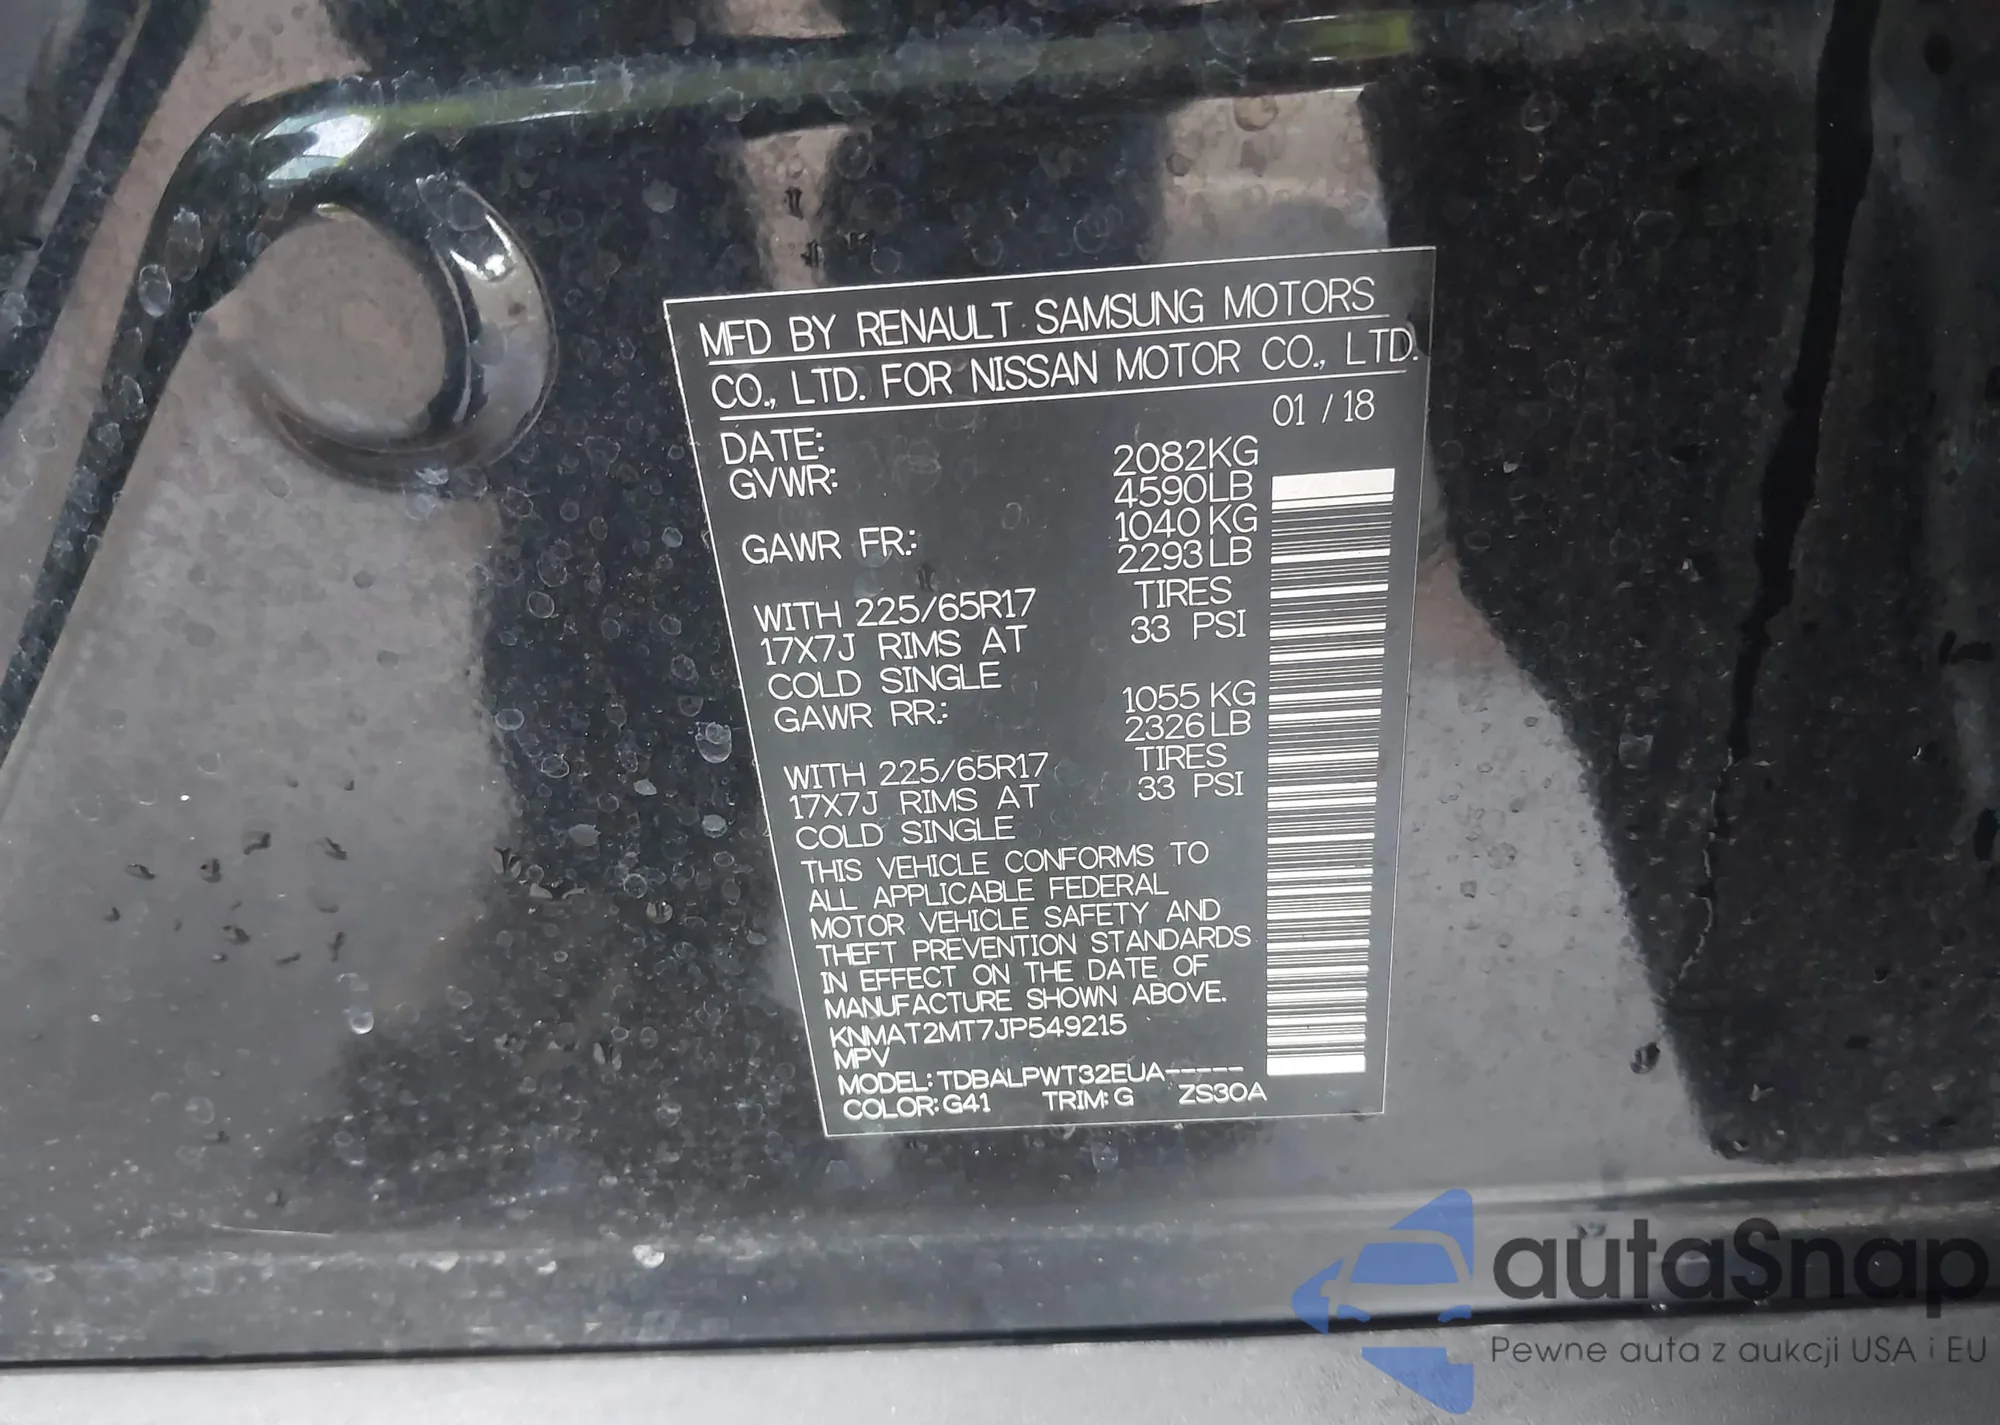 MFD BY RENAULT SAMSUNG MOTORS
CO., LTD. FOR NISSAN MOTOR CO., LTD.
DATE: 01 / 18
GVWR: 2082KG
4590LB
GAWR FR.: 1040 KG
2293LB
WITH 225/65R17 TIRES
17X7J RIMS AT 33 PSI
COLD SINGLE
GAWR RR.: 1055 KG
2326LB
WITH 225/65R17 TIRES
17X7J RIMS AT 33 PSI
COLD SINGLE
THIS VEHICLE CONFORMS TO
ALL APPLICABLE FEDERAL
MOTOR VEHICLE SAFETY AND
THEFT PREVENTION STANDARDS
IN EFFECT ON THE DATE OF
MANUFACTURE SHOWN ABOVE.
KNMAT2MT7JP549215
MPV
MODEL: TDBALPWT32EUA-----
COLOR: G41 TRIM: G ZS30A
autaSnap
Pewne auta z aukcji USA i EU